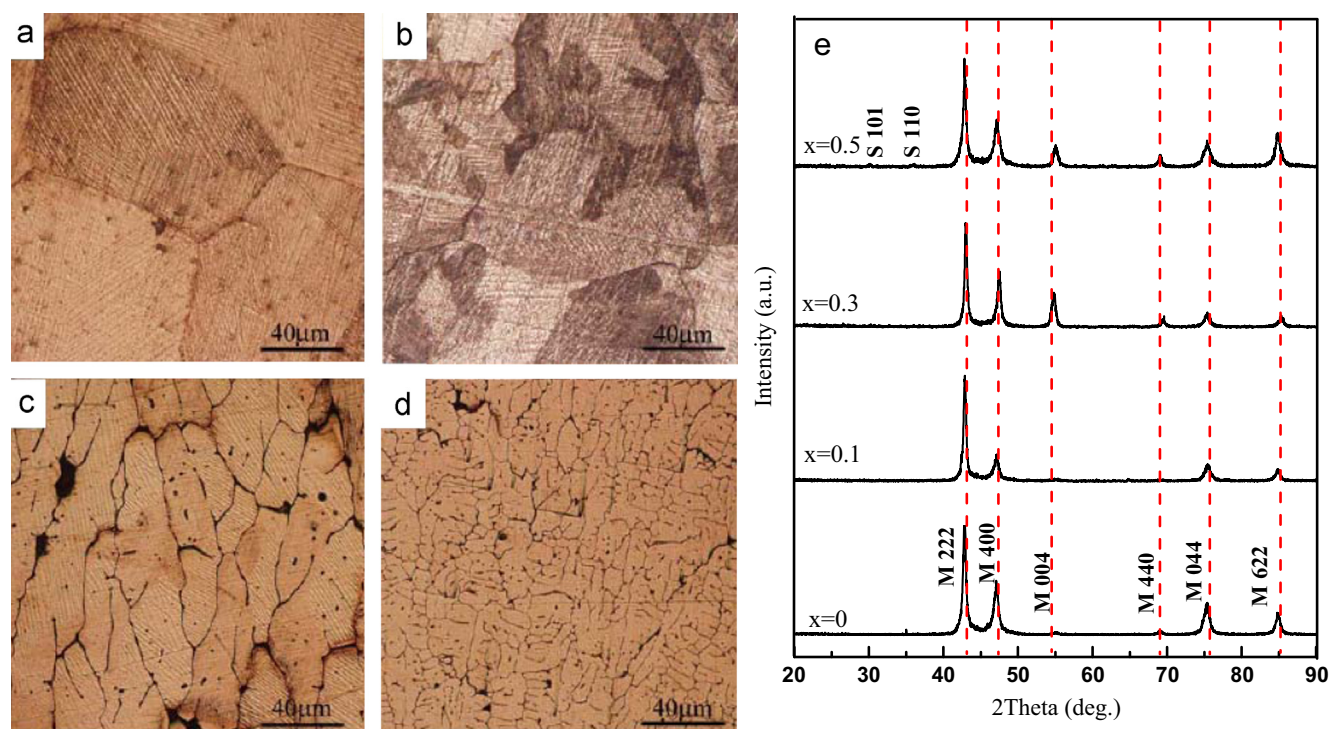 a
40μm
b
40μm
c
40μm
d
40μm
e
Intensity (a.u.)
x=0.5
S 101
S 110
x=0.3
x=0.1
x=0
M 222
M 400
M 004
M 440
M 044
M 622
20 30 40 50 60 70 80 90
2Theta (deg.)